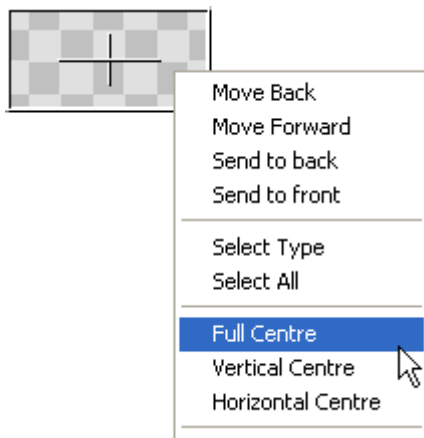 Move Back
Move Forward
Send to back
Send to front
Select Type
Select All
Full Centre
Vertical Centre
Horizontal Centre